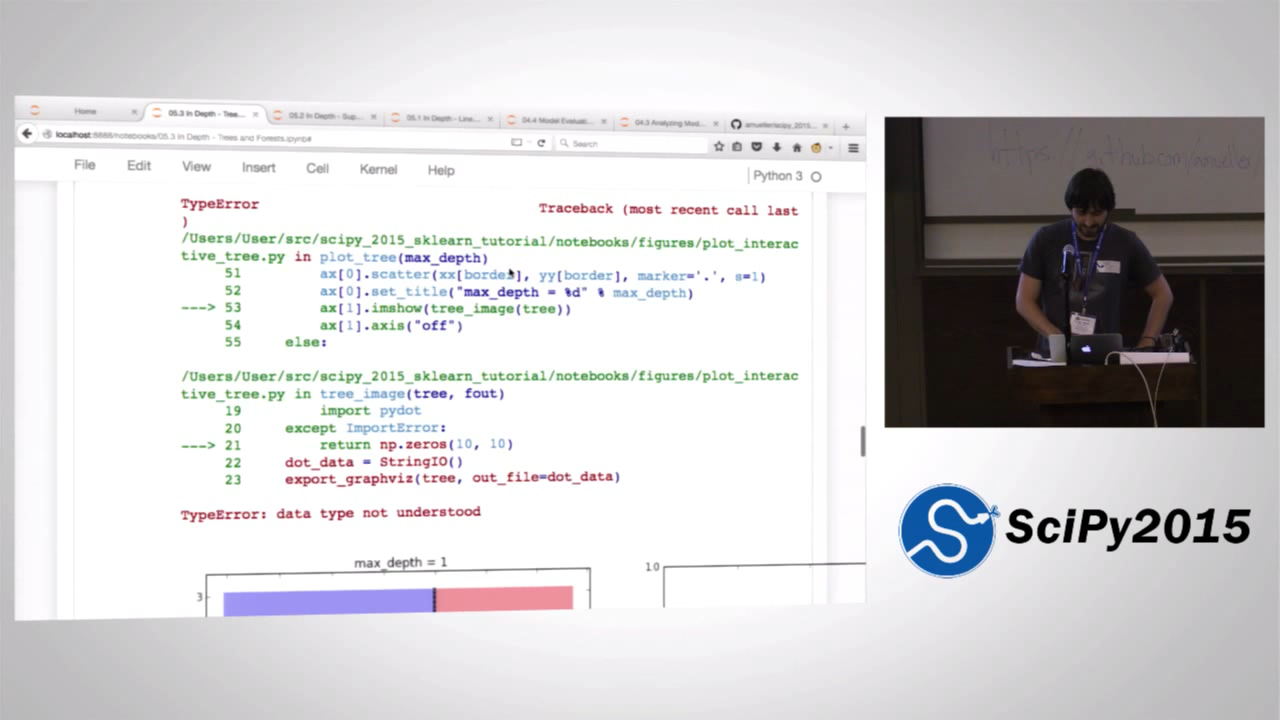 Home
05.3 In Depth - Tree...
05.2 In Depth - Sup...
05.1 In Depth - Line...
04.4 Model Evaluati...
04.3 Analyzing Mod...
amueller/scipy_2015...
localhost:8888/notebooks/05.3 In Depth - Trees and Forests.ipynb#
Search
File Edit View Insert Cell Kernel Help
Python 3
TypeError Traceback (most recent call last
)
/Users/User/src/scipy_2015_sklearn_tutorial/notebooks/figures/plot_interac
tive_tree.py in plot_tree(max_depth)
51 ax[0].scatter(xx[border], yy[border], marker='.', s=1)
52 ax[0].set_title("max_depth = %d" % max_depth)
---> 53 ax[1].imshow(tree_image(tree))
54 ax[1].axis("off")
55 else:
/Users/User/src/scipy_2015_sklearn_tutorial/notebooks/figures/plot_interac
tive_tree.py in tree_image(tree, fout)
19 import pydot
20 except ImportError:
---> 21 return np.zeros(10, 10)
22 dot_data = StringIO()
23 export_graphviz(tree, out_file=dot_data)
TypeError: data type not understood
max_depth = 1
3
1.0
https://github.com/amueller/
SciPy2015